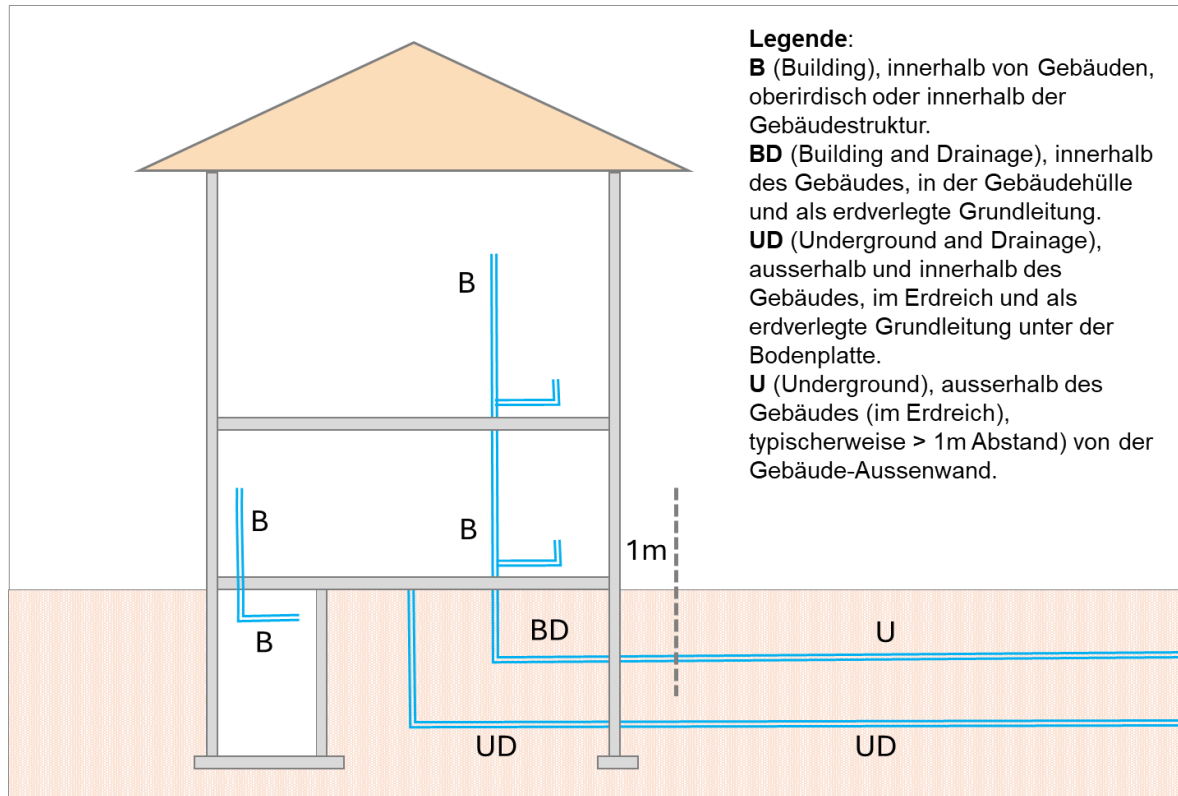 Legende:
B (Building), innerhalb von Gebäuden,
oberirdisch oder innerhalb der
Gebäudestruktur.
BD (Building and Drainage), innerhalb
des Gebäudes, in der Gebäudehülle
und als erdverlegte Grundleitung.
UD (Underground and Drainage),
ausserhalb und innerhalb des
Gebäudes, im Erdreich und als
erdverlegte Grundleitung unter der
Bodenplatte.
U (Underground), ausserhalb des
Gebäudes (im Erdreich),
typischerweise > 1m Abstand) von der
Gebäude-Aussenwand.
B
B
B
1m
B
BD
U
UD
UD